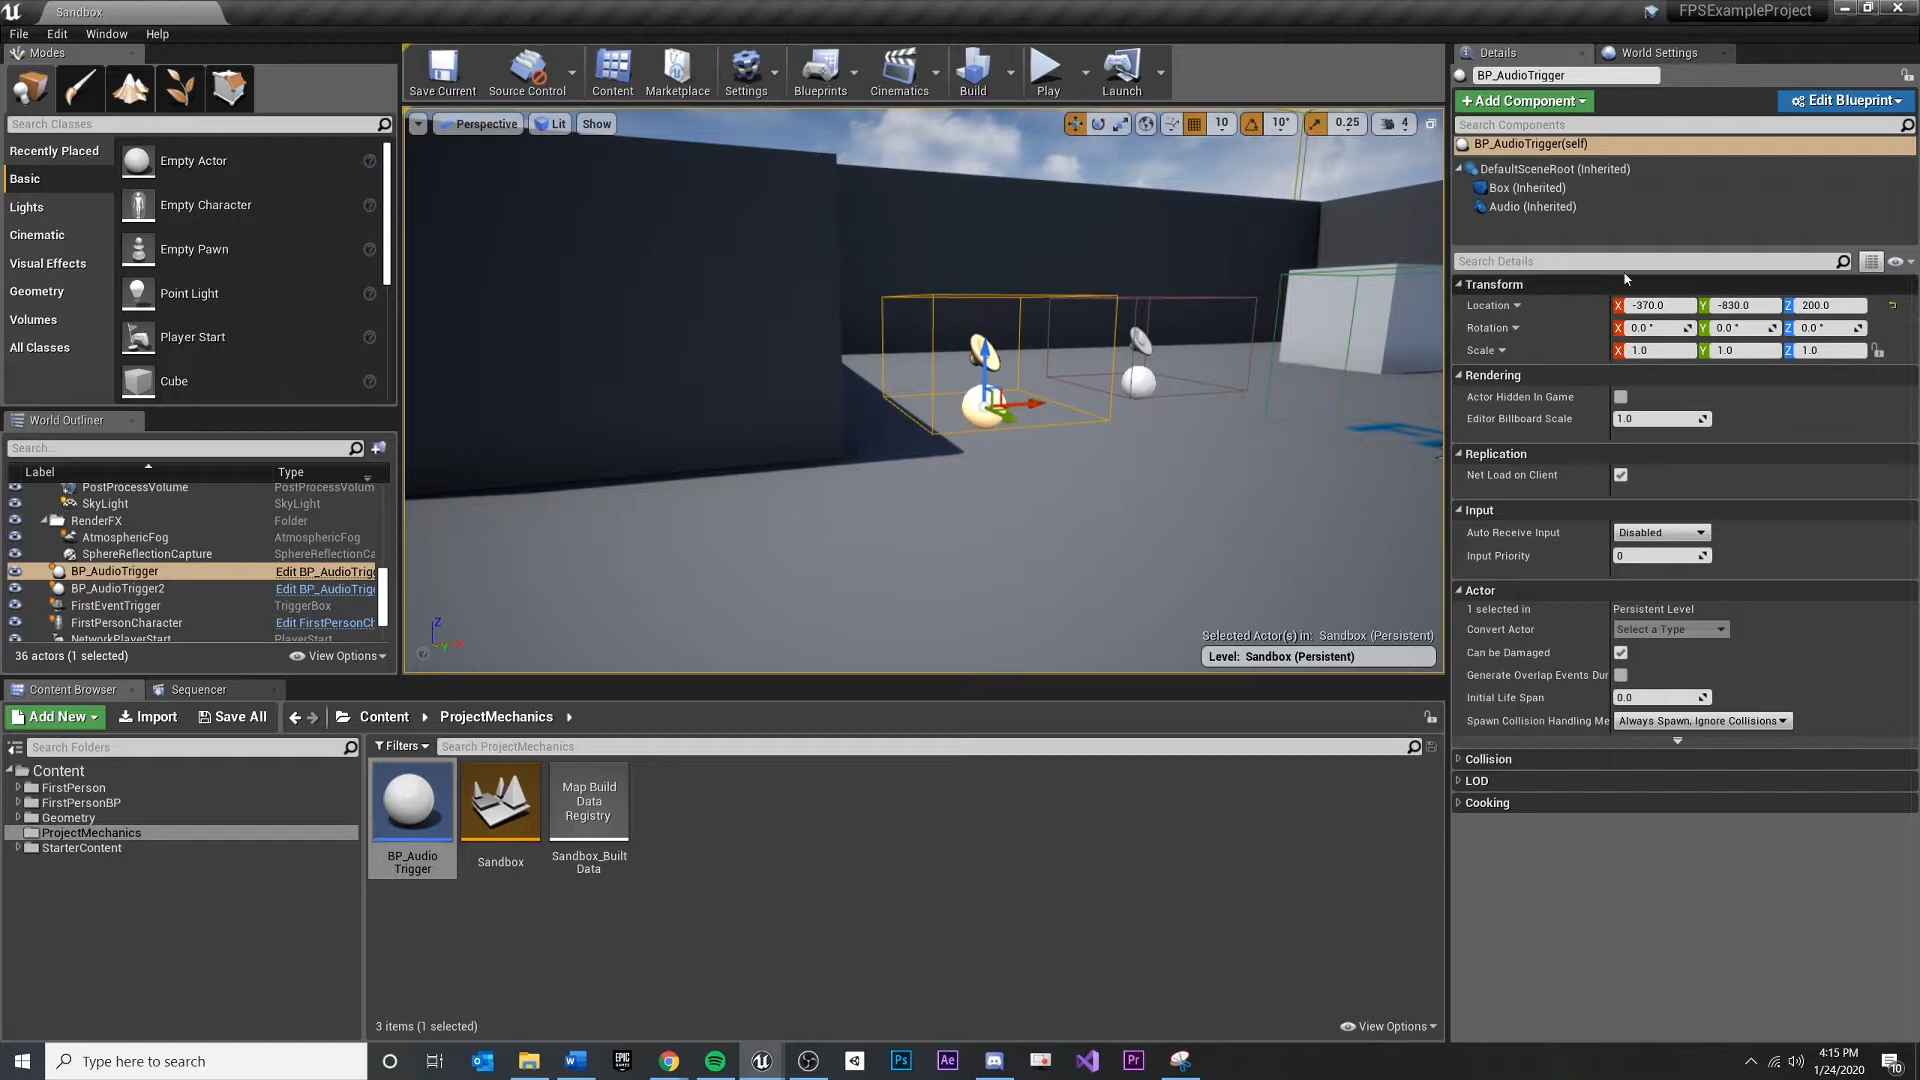 Sandbox
FPSExampleProject
File Edit Window Help
Modes
Search Classes
Recently Placed
Basic
Lights
Cinematic
Visual Effects
Geometry
Volumes
All Classes
Empty Actor
Empty Character
Empty Pawn
Point Light
Player Start
Cube
Save Current
Source Control
Content
Marketplace
Settings
Blueprints
Cinematics
Build
Play
Launch
Perspective
Lit
Show
10
10°
0.25
4
Selected Actor(s) in: Sandbox (Persistent)
Level: Sandbox (Persistent)
World Outliner
Search...
Label Type
PostProcessVolume PostProcessVolum
SkyLight SkyLight
RenderFX Folder
AtmosphericFog AtmosphericFog
SphereReflectionCapture SphereReflectionCa
BP_AudioTrigger Edit BP_AudioTrigg
BP_AudioTrigger2 Edit BP_AudioTrigg
FirstEventTrigger TriggerBox
FirstPersonCharacter Edit FirstPersonCh
NetworkPlayerStart PlayerStart
36 actors (1 selected)
View Options
Content Browser
Sequencer
Add New
Import
Save All
Content
ProjectMechanics
Search Folders
Filters
Search ProjectMechanics
Content
FirstPerson
FirstPersonBP
Geometry
ProjectMechanics
StarterContent
BP_Audio
Trigger
Sandbox
Map Build
Data
Registry
Sandbox_Built
Data
3 items (1 selected)
View Options
Details
World Settings
BP_AudioTrigger
+Add Component
Edit Blueprint
Search Components
BP_AudioTrigger(self)
DefaultSceneRoot (Inherited)
Box (Inherited)
Audio (Inherited)
Search Details
Transform
Location X -370.0 Y -830.0 Z 200.0
Rotation X 0.0 ° Y 0.0 ° Z 0.0 °
Scale X 1.0 Y 1.0 Z 1.0
Rendering
Actor Hidden In Game
Editor Billboard Scale 1.0
Replication
Net Load on Client
Input
Auto Receive Input Disabled
Input Priority 0
Actor
1 selected in Persistent Level
Convert Actor Select a Type
Can be Damaged
Generate Overlap Events Dur
Initial Life Span 0.0
Spawn Collision Handling Me Always Spawn, Ignore Collisions
Collision
LOD
Cooking
Type here to search
4:15 PM
1/24/2020